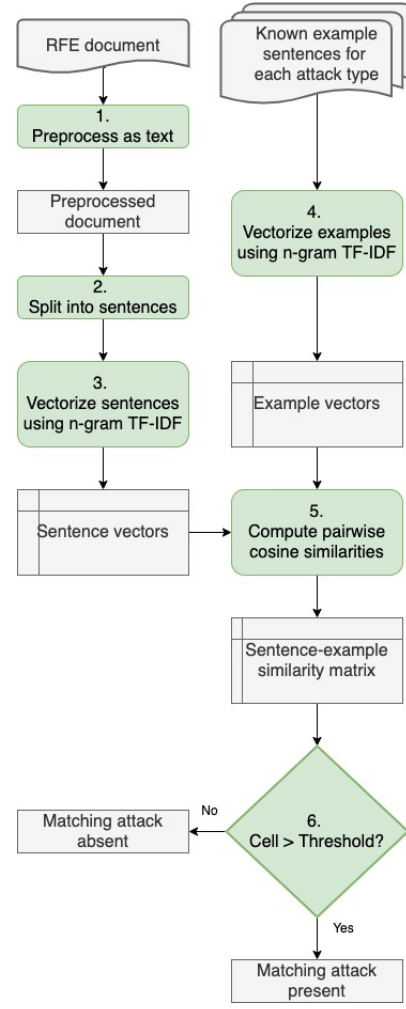 RFE document
1.
Preprocess as text
Preprocessed
document
2.
Split into sentences
3.
Vectorize sentences
using n-gram TF-IDF
Sentence vectors
Known example
sentences for
each attack type
4.
Vectorize examples
using n-gram TF-IDF
Example vectors
5.
Compute pairwise
cosine similarities
Sentence-example
similarity matrix
6.
Cell > Threshold?
No
Matching attack
absent
Yes
Matching attack
present